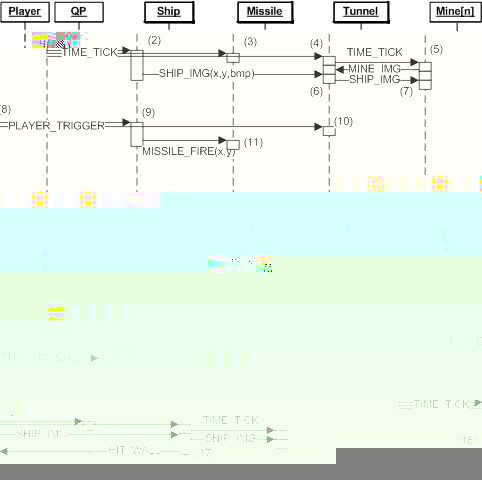 Player QP Ship Missile Tunnel Mine[n]
(2) (3) (4) (5)
TIME_TICK TIME_TICK
MINE_IMG
SHIP_IMG(x,y,bmp) SHIP_IMG
(6) (7)
(8) (9) (10)
PLAYER_TRIGGER
(11)
MISSILE_FIRE(x,y)
TIME_TICK
TIME_TICK
SHIP_IMG SHIP_IMG
HIT_WALL (17)